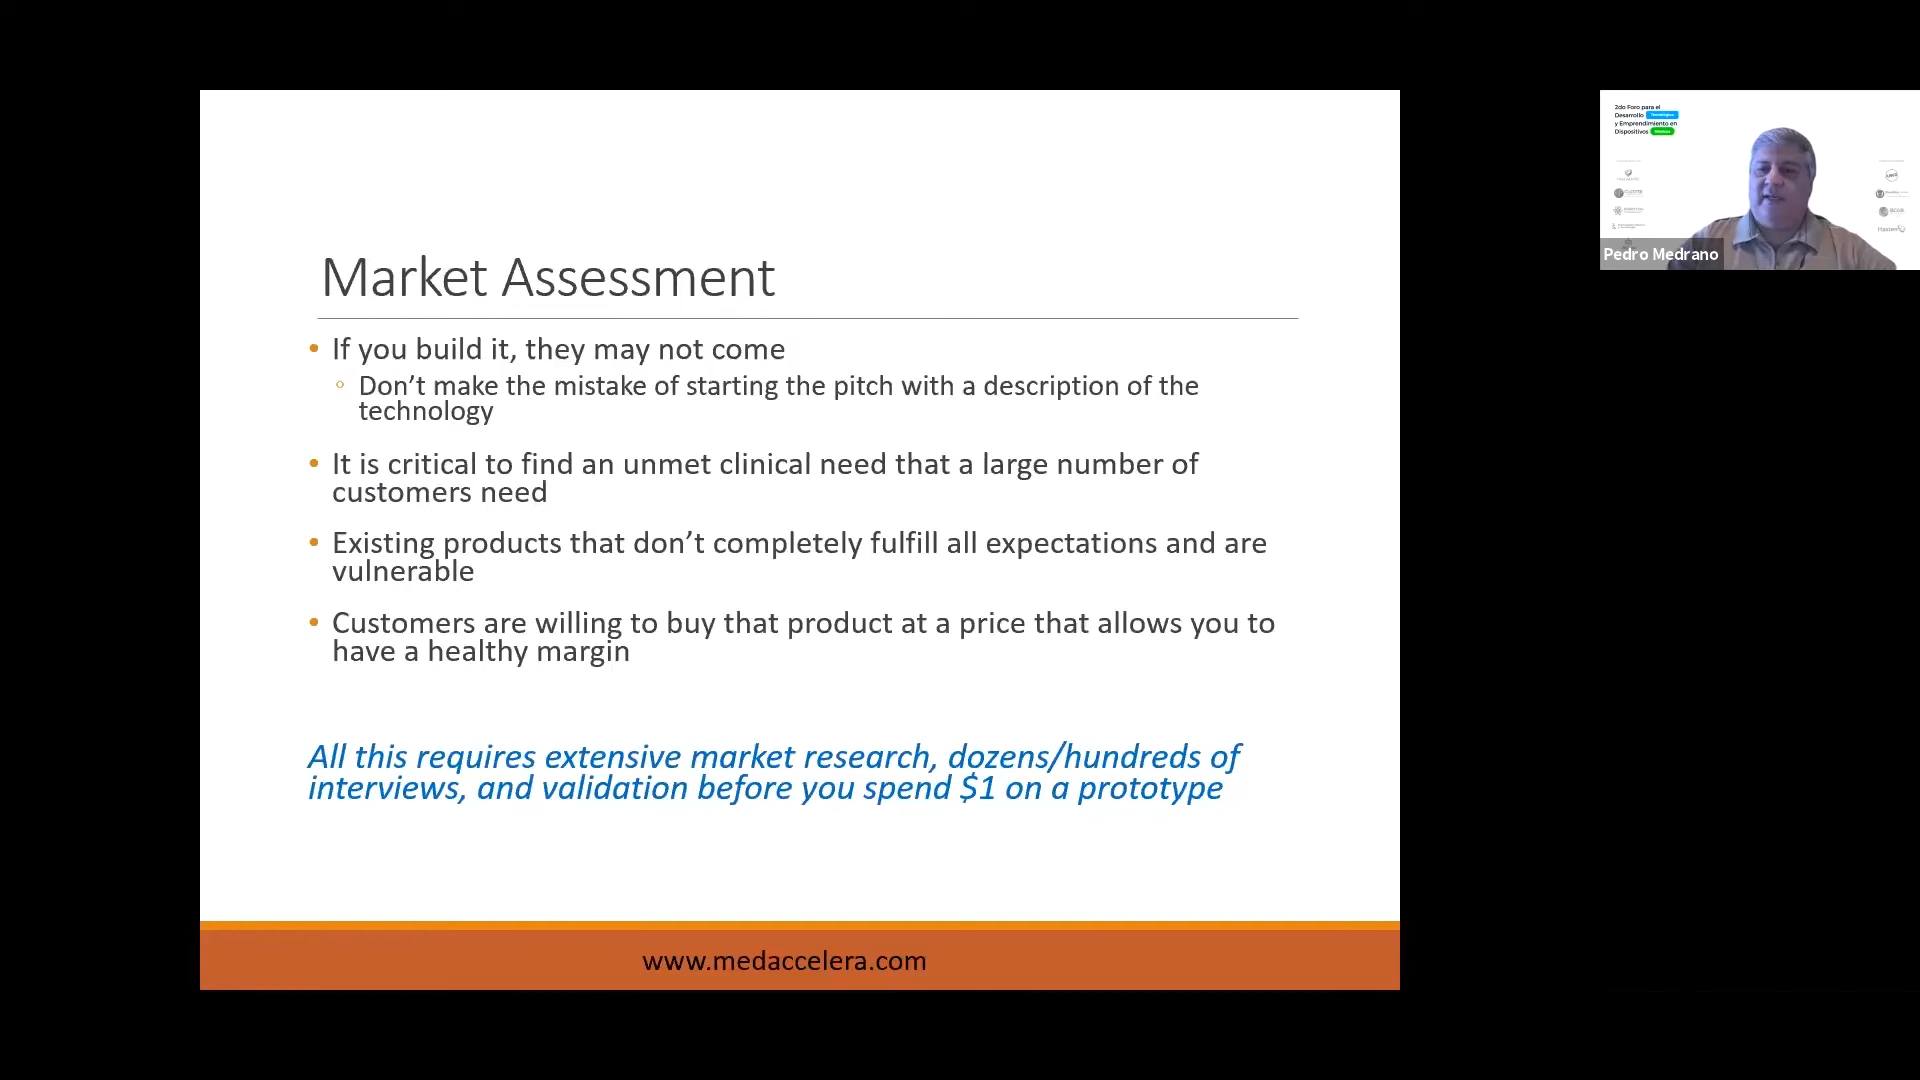 Market Assessment
• If you build it, they may not come
◦ Don’t make the mistake of starting the pitch with a description of the
technology
• It is critical to find an unmet clinical need that a large number of
customers need
• Existing products that don’t completely fulfill all expectations and are
vulnerable
• Customers are willing to buy that product at a price that allows you to
have a healthy margin
All this requires extensive market research, dozens/hundreds of
interviews, and validation before you spend $1 on a prototype
www.medaccelera.com
2do Foro para el
Desarrollo Tecnológico
y Emprendimiento en
Dispositivos Médicos
Pedro Medrano